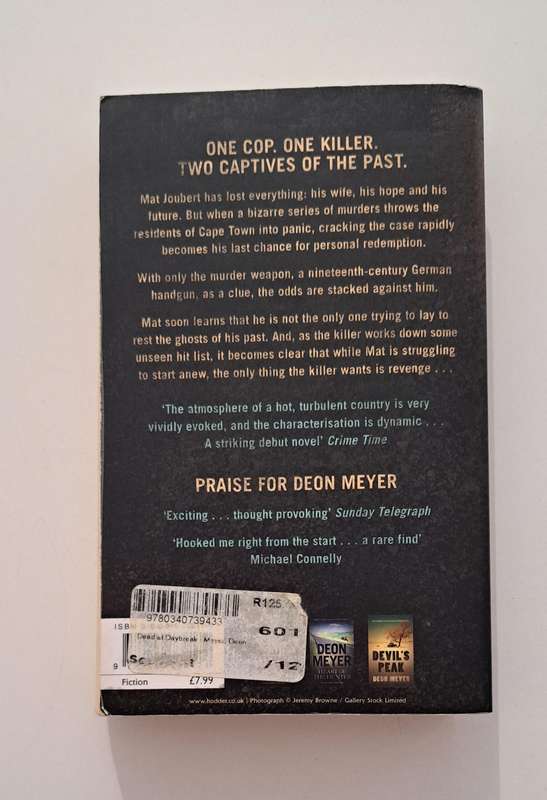 ONE COP. ONE KILLER.
TWO CAPTIVES OF THE PAST.
Mat Joubert has lost everything: his wife, his hope and his
future. But when a bizarre series of murders throws the
residents of Cape Town into panic, cracking the case rapidly
becomes his last chance for personal redemption.
With only the murder weapon, a nineteenth-century German
handgun, as a clue, the odds are stacked against him.
Mat soon learns that he is not the only one trying to lay to
rest the ghosts of his past. And, as the killer works down some
unseen hit list, it becomes clear that while Mat is struggling
to start anew, the only thing the killer wants is revenge . . .
‘The atmosphere of a hot, turbulent country is very
vividly evoked, and the characterisation is dynamic . . .
A striking debut novel’ Crime Time
PRAISE FOR DEON MEYER
‘Exciting . . . thought provoking’ Sunday Telegraph
‘Hooked me right from the start . . . a rare find’
Michael Connelly
R125
9780340739433
601
Dead at Daybreak Meyer, Deon
/12
ISB
9
Fiction
£7.99
DEON
MEYER
HEART OF
THE HUNTER
DEVIL'S
PEAK
DEON MEYER
www.hodder.co.uk | Photograph © Jeremy Browne / Gallery Stock Limited